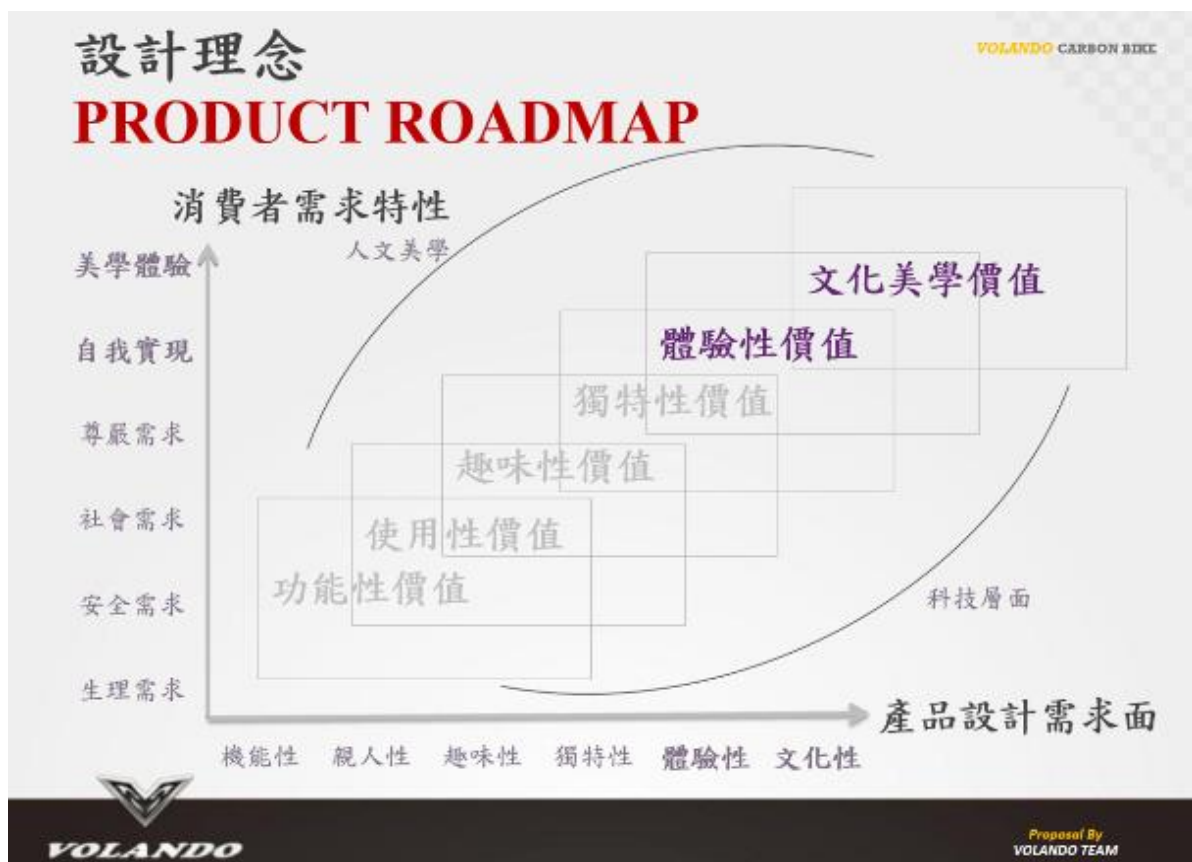 設計理念
VOLANDO CARBON BIKE
PRODUCT ROADMAP
消費者需求特性
人文美學
美學體驗
文化美學價值
自我實現
體驗性價值
獨特性價值
尊嚴需求
趣味性價值
社會需求
使用性價值
功能性價值
安全需求
科技層面
生理需求
產品設計需求面
機能性 親人性 趣味性 獨特性 體驗性 文化性
VOLANDO
Proposal By
VOLANDO TEAM